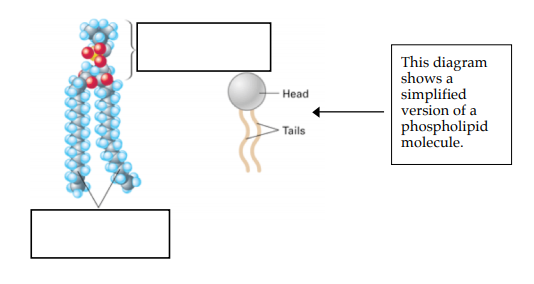 Head
Tails
This diagram
shows a
simplified
version of a
phospholipid
molecule.